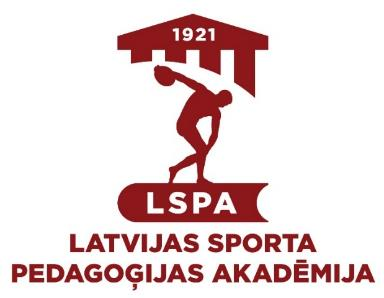 1921
LSPA
LATVIJAS SPORTA
PEDAGOĢIJAS AKADĒMIJA